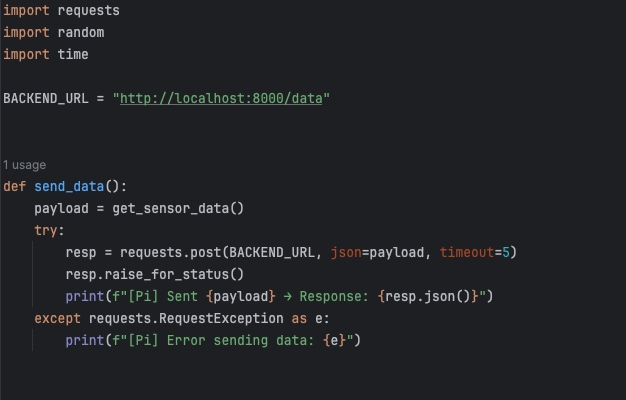 import requests
import random
import time
BACKEND_URL = "http://localhost:8000/data"
1 usage
def send_data():
    payload = get_sensor_data()
    try:
        resp = requests.post(BACKEND_URL, json=payload, timeout=5)
        resp.raise_for_status()
        print(f"[Pi] Sent {payload} → Response: {resp.json()}")
    except requests.RequestException as e:
        print(f"[Pi] Error sending data: {e}")